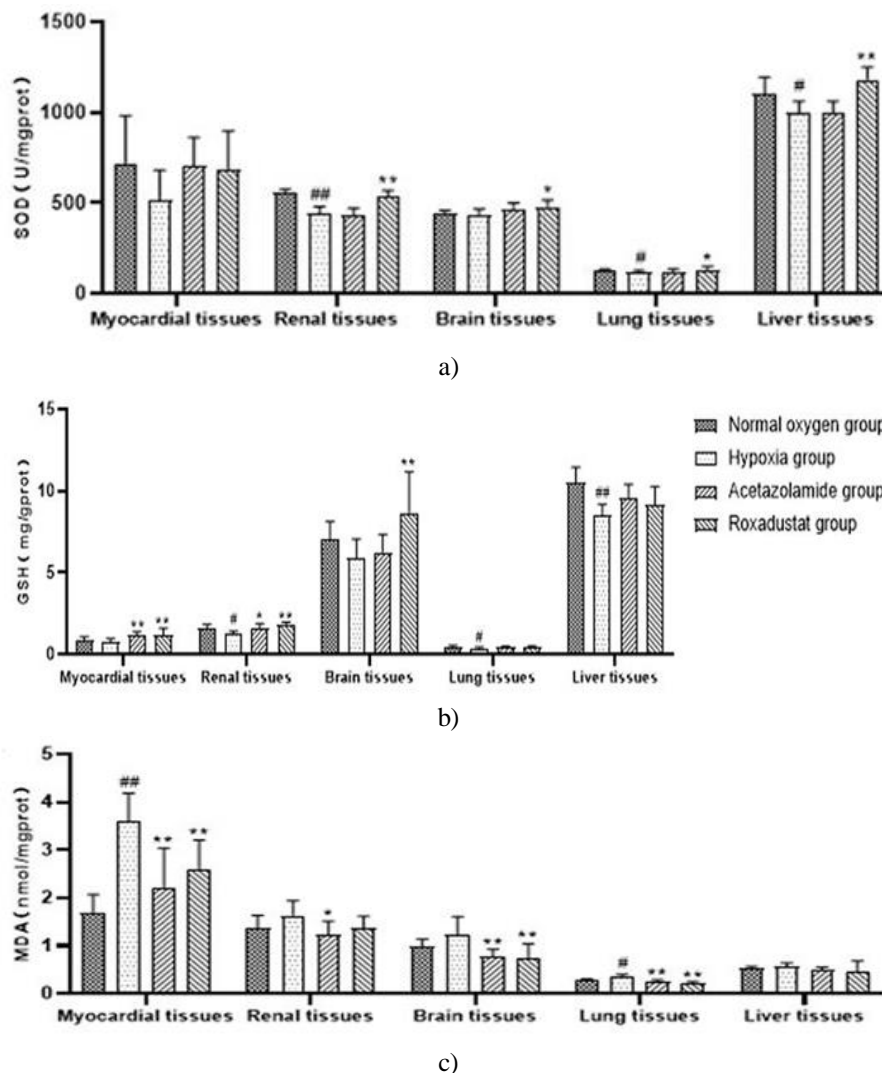 1500
1000
500
0
SOD(U/mgprot)
#
**
##
**
*
#
*
Myocardial tissues Renal tissues Brain tissues Lung tissues Liver tissues
a)
15
10
5
0
GSH(mg/gprot)
Normal oxygen group
Hypoxia group
Acetazolamide group
Roxadustat group
**
##
** **
# * **
#
Myocardial tissues Renal tissues Brain tissues Lung tissues Liver tissues
b)
5
4
3
2
1
0
MDA(nmol/mgprot)
##
** **
*
** **
# ** **
Myocardial tissues Renal tissues Brain tissues Lung tissues Liver tissues
c)